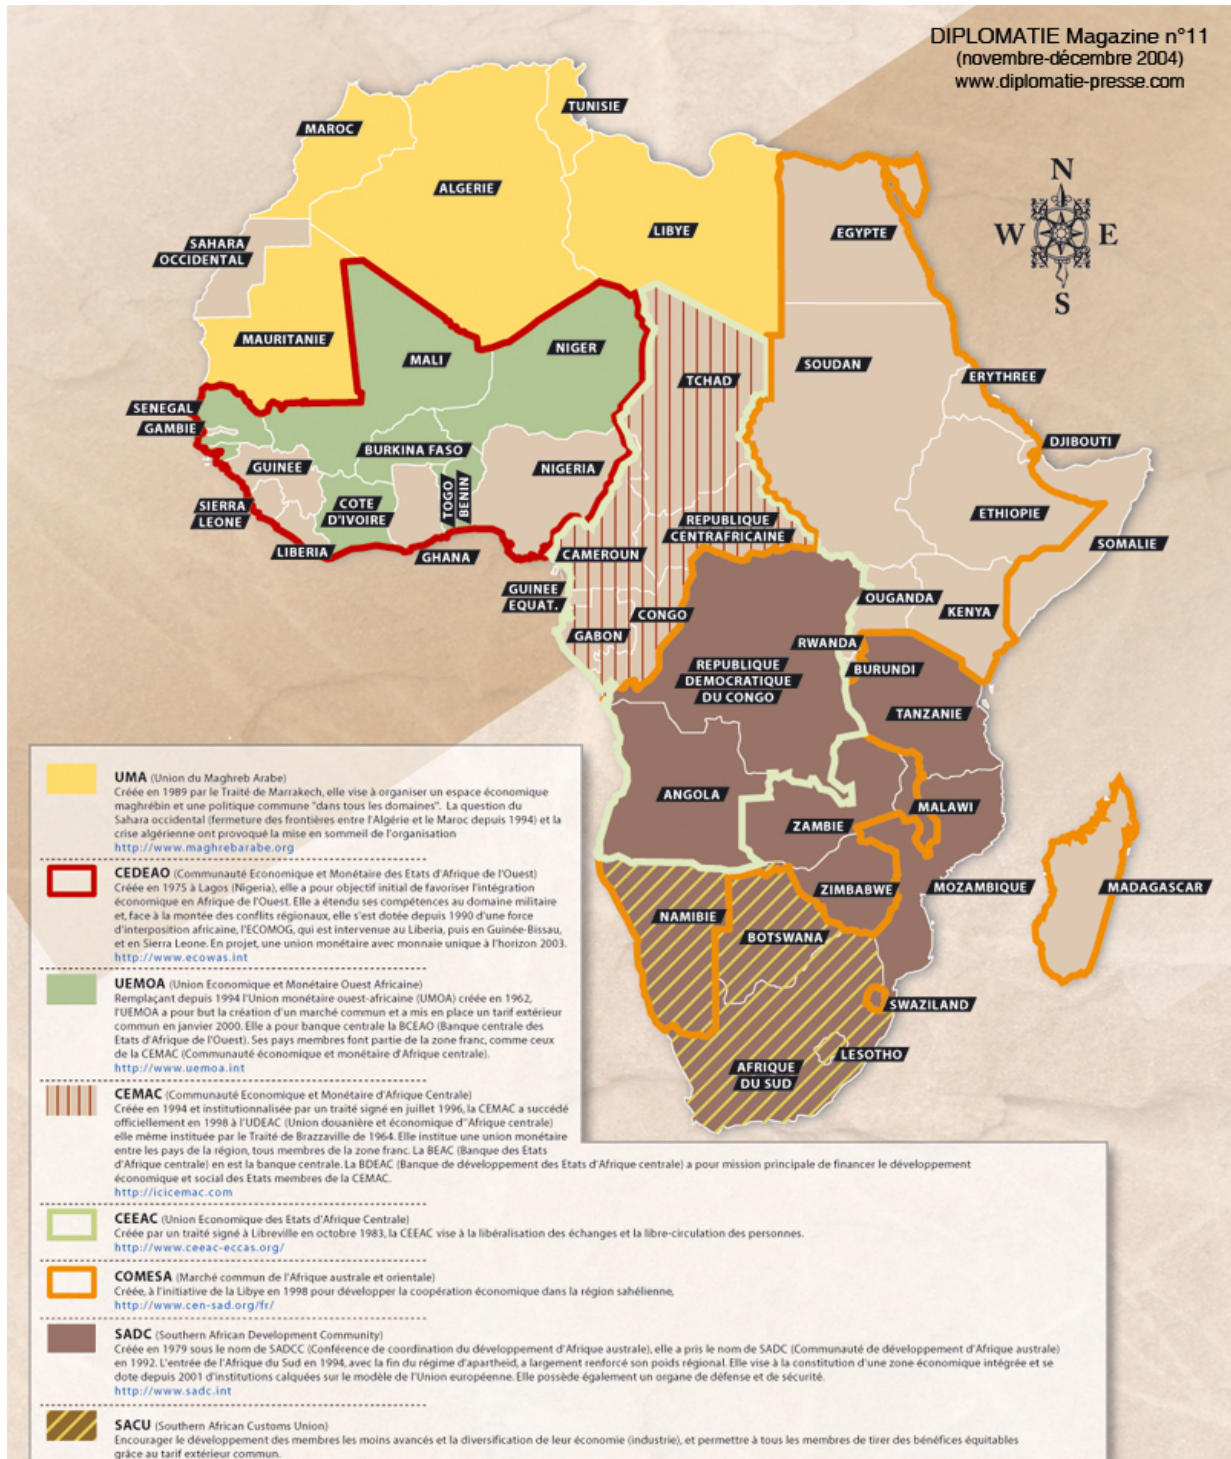 DIPLOMATIE Magazine n°11
(novembre-décembre 2004)
www.diplomatie-presse.com
N
W E
S
TUNISIE
MAROC
ALGERIE
LIBYE
EGYPTE
SAHARA
OCCIDENTAL
MAURITANIE
MALI
NIGER
TCHAD
SOUDAN
ERYTHREE
SENEGAL
GAMBIE
DJIBOUTI
BURKINA FASO
GUINEE
NIGERIA
TOGO
BENIN
COTE
D'IVOIRE
SIERRA
LEONE
LIBERIA
GHANA
ETHIOPIE
SOMALIE
REPUBLIQUE
CENTRAFRICAINE
CAMEROUN
GUINEE
EQUAT.
OUGANDA
KENYA
CONGO
GABON
RWANDA
BURUNDI
REPUBLIQUE
DEMOCRATIQUE
DU CONGO
TANZANIE
ANGOLA
MALAWI
ZAMBIE
ZIMBABWE
MOZAMBIQUE
MADAGASCAR
NAMIBIE
BOTSWANA
SWAZILAND
LESOTHO
AFRIQUE
DU SUD
UMA (Union du Maghreb Arabe)
Créée en 1989 par le Traité de Marrakech, elle vise à organiser un espace économique
maghrébin et une politique commune "dans tous les domaines". La question du
Sahara occidental (fermeture des frontières entre l'Algérie et le Maroc depuis 1994) et la
crise algérienne ont provoqué la mise en sommeil de l'organisation
http://www.maghrebarabe.org
CEDEAO (Communauté Economique et Monétaire des Etats d'Afrique de l'Ouest)
Créée en 1975 à Lagos (Nigeria), elle a pour objectif initial de favoriser l'intégration
économique en Afrique de l'Ouest. Elle a étendu ses compétences au domaine militaire
et, face à la montée des conflits régionaux, elle s'est dotée depuis 1990 d'une force
d'interposition africaine, l'ECOMOG, qui est intervenue au Liberia, puis en Guinée-Bissau,
et en Sierra Leone. En projet, une union monétaire avec monnaie unique à l'horizon 2003.
http://www.ecowas.int
UEMOA (Union Economique et Monétaire Ouest Africaine)
Remplaçant depuis 1994 l'Union monétaire ouest-africaine (UMOA) créée en 1962,
l'UEMOA a pour but la création d'un marché commun et a mis en place un tarif extérieur
commun en janvier 2000. Elle a pour banque centrale la BCEAO (Banque centrale des
Etats d'Afrique de l'Ouest). Ses pays membres font partie de la zone franc, comme ceux
de la CEMAC (Communauté économique et monétaire d'Afrique centrale).
http://www.uemoa.int
CEMAC (Communauté Economique et Monétaire d'Afrique Centrale)
Créée en 1994 et institutionnalisée par un traité signé en juillet 1996, la CEMAC a succédé
officiellement en 1998 à l'UDEAC (Union douanière et économique d''Afrique centrale)
elle même instituée par le Traité de Brazzaville de 1964. Elle institue une union monétaire
entre les pays de la région, tous membres de la zone franc. La BEAC (Banque des Etats
d'Afrique centrale) en est la banque centrale. La BDEAC (Banque de développement des Etats d'Afrique centrale) a pour mission principale de financer le développement
économique et social des Etats membres de la CEMAC.
http://icicemac.com
CEEAC (Union Economique des Etats d'Afrique Centrale)
Créée par un traité signé à Libreville en octobre 1983, la CEEAC vise à la libéralisation des échanges et la libre-circulation des personnes.
http://www.ceeac-eccas.org/
COMESA (Marché commun de l'Afrique australe et orientale)
Créée, à l'initiative de la Libye en 1998 pour développer la coopération économique dans la région sahélienne,
http://www.cen-sad.org/fr/
SADC (Southern African Development Community)
Créée en 1979 sous le nom de SADCC (Conférence de coordination du développement d'Afrique australe), elle a pris le nom de SADC (Communauté de développement d'Afrique australe)
en 1992. L'entrée de l'Afrique du Sud en 1994, avec la fin du régime d'apartheid, a largement renforcé son poids régional. Elle vise à la constitution d'une zone économique intégrée et se
dote depuis 2001 d'institutions calquées sur le modèle de l'Union européenne. Elle possède également un organe de défense et de sécurité.
http://www.sadc.int
SACU (Southern African Customs Union)
Encourager le développement des membres les moins avancés et la diversification de leur économie (industrie), et permettre à tous les membres de tirer des bénéfices équitables
grâce au tarif extérieur commun.